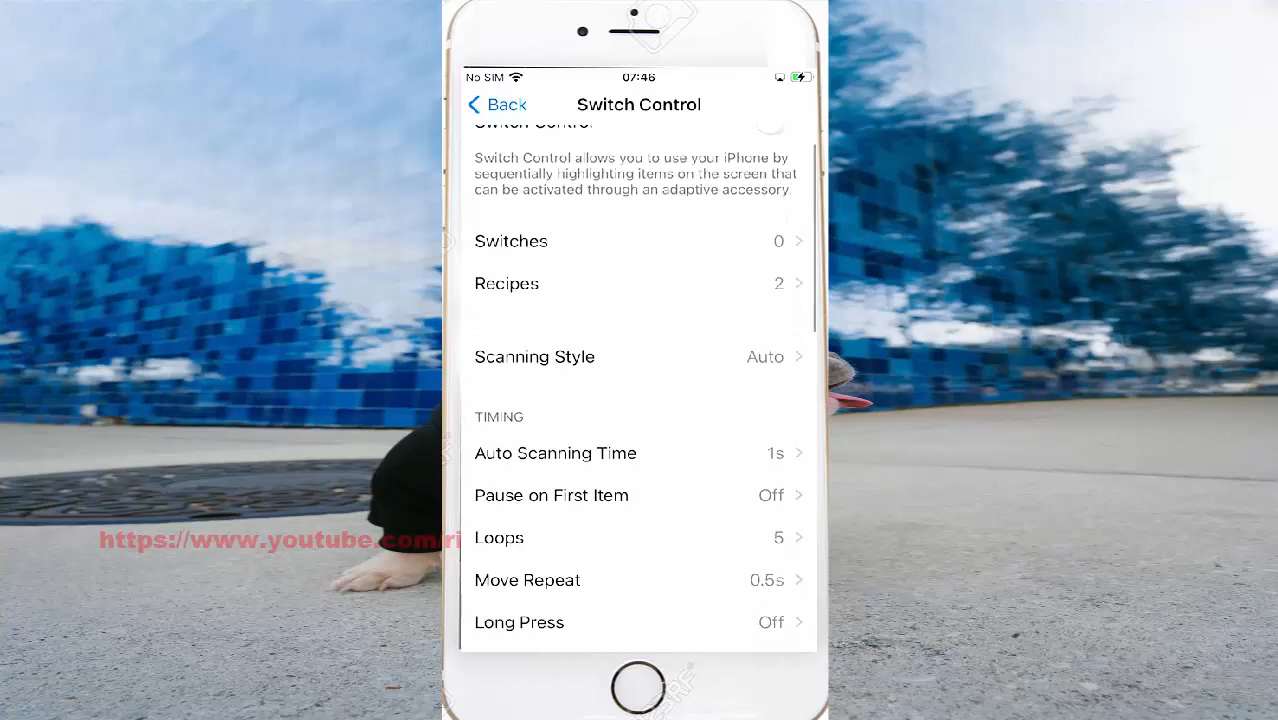 No SIM 07:46
Back Switch Control
Switch Control
Switch Control allows you to use your iPhone by
sequentially highlighting items on the screen that
can be activated through an adaptive accessory.
Switches 0
Recipes 2
Scanning Style Auto
TIMING
Auto Scanning Time 1s
Pause on First Item Off
https://www.youtube.com/ri
Loops 5
Move Repeat 0.5s
Long Press Off